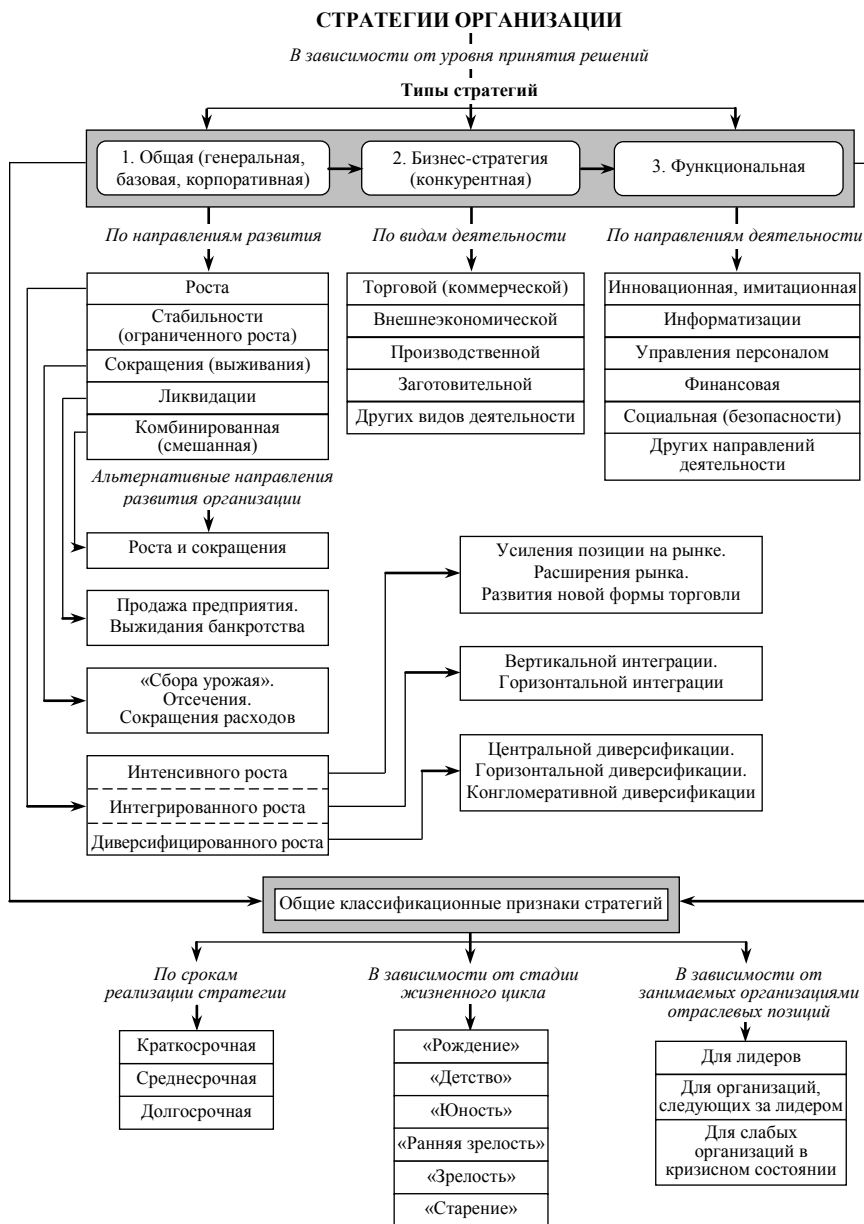 СТРАТЕГИИ ОРГАНИЗАЦИИ
В зависимости от уровня принятия решений
Типы стратегий
1. Общая (генеральная,
базовая, корпоративная)
2. Бизнес-стратегия
(конкурентная)
3. Функциональная
По направлениям развития
Роста
Стабильности
(ограниченного роста)
Сокращения (выживания)
Ликвидации
Комбинированная
(смешанная)
По видам деятельности
Торговой (коммерческой)
Внешнеэкономической
Производственной
Заготовительной
Других видов деятельности
По направлениям деятельности
Инновационная, имитационная
Информатизации
Управления персоналом
Финансовая
Социальная (безопасности)
Других направлений
деятельности
Альтернативные направления
развития организации
Роста и сокращения
Продажа предприятия.
Выжидания банкротства
«Сбора урожая».
Отсечения.
Сокращения расходов
Интенсивного роста
Интегрированного роста
Диверсифицированного роста
Усиления позиции на рынке.
Расширения рынка.
Развития новой формы торговли
Вертикальной интеграции.
Горизонтальной интеграции
Центральной диверсификации.
Горизонтальной диверсификации.
Конгломеративной диверсификации
Общие классификационные признаки стратегий
По срокам
реализации стратегии
Краткосрочная
Среднесрочная
Долгосрочная
В зависимости от стадии
жизненного цикла
«Рождение»
«Детство»
«Юность»
«Ранняя зрелость»
«Зрелость»
«Старение»
В зависимости от
занимаемых организациями
отраслевых позиций
Для лидеров
Для организаций,
следующих за лидером
Для слабых
организаций в
кризисном состоянии